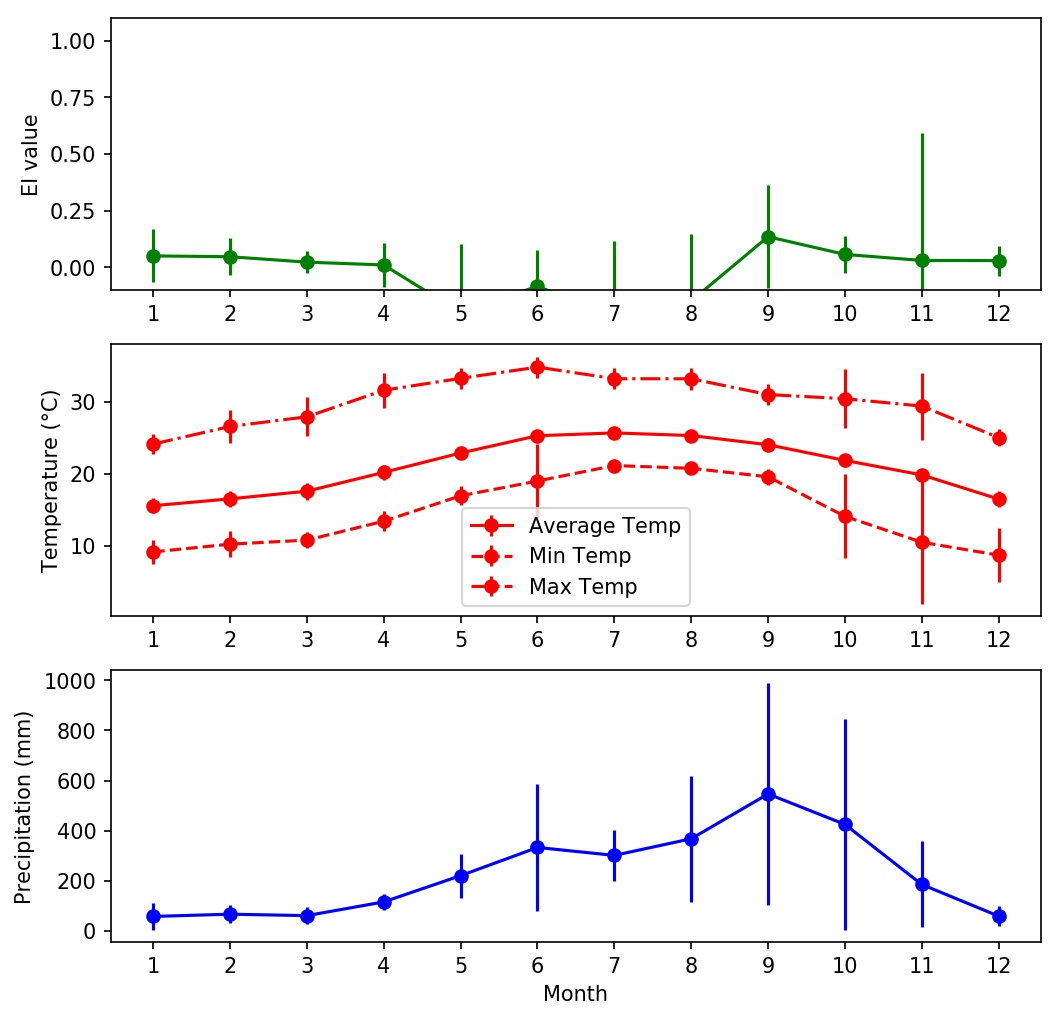 EI value
1.00
0.75
0.50
0.25
0.00
1 2 3 4 5 6 7 8 9 10 11 12
Temperature (°C)
30
20
10
Average Temp
Min Temp
Max Temp
1 2 3 4 5 6 7 8 9 10 11 12
Precipitation (mm)
1000
800
600
400
200
0
1 2 3 4 5 6 7 8 9 10 11 12
Month